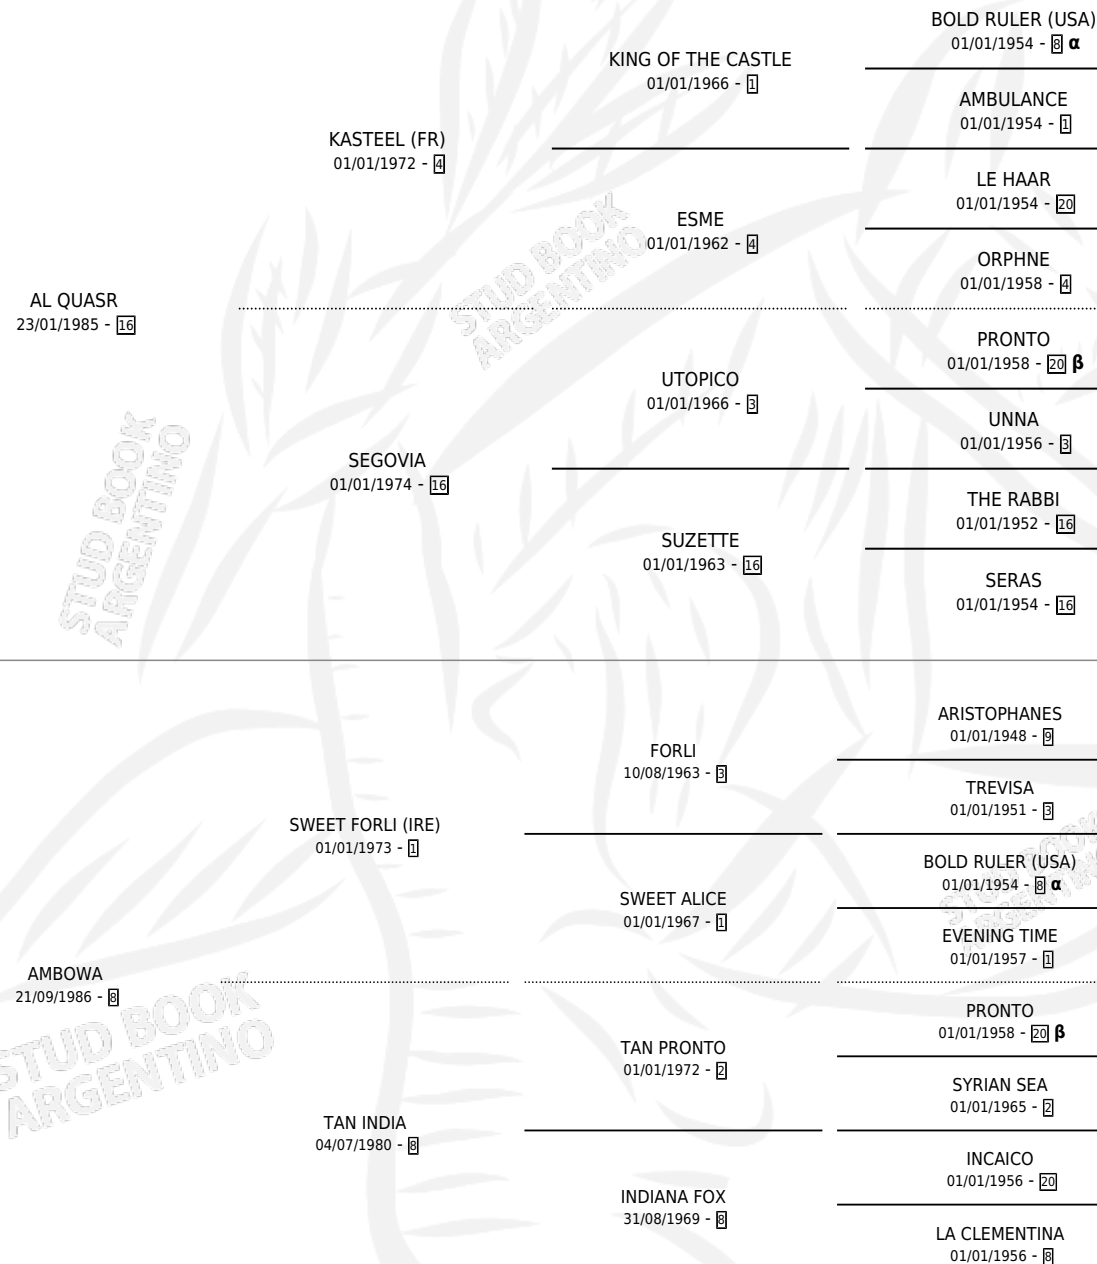 BOLD RULER (USA)
01/01/1954 - 8 α
KING OF THE CASTLE
01/01/1966 - 1
AMBULANCE
01/01/1954 - 1
KASTEEL (FR)
01/01/1972 - 4
LE HAAR
01/01/1954 - 20
ESME
01/01/1962 - 4
ORPHNE
01/01/1958 - 4
AL QUASR
23/01/1985 - 16
PRONTO
01/01/1958 - 20 β
UTOPICO
01/01/1966 - 3
UNNA
01/01/1956 - 3
SEGOVIA
01/01/1974 - 16
THE RABBI
01/01/1952 - 16
SUZETTE
01/01/1963 - 16
SERAS
01/01/1954 - 16
ARISTOPHANES
01/01/1948 - 9
FORLI
10/08/1963 - 3
TREVISA
01/01/1951 - 3
SWEET FORLI (IRE)
01/01/1973 - 1
BOLD RULER (USA)
01/01/1954 - 8 α
SWEET ALICE
01/01/1967 - 1
EVENING TIME
01/01/1957 - 1
AMBOWA
21/09/1986 - 8
PRONTO
01/01/1958 - 20 β
TAN PRONTO
01/01/1972 - 2
SYRIAN SEA
01/01/1965 - 2
TAN INDIA
04/07/1980 - 8
INCAICO
01/01/1956 - 20
INDIANA FOX
31/08/1969 - 8
LA CLEMENTINA
01/01/1956 - 8
STUD BOOK
ARGENTINO
STUD BOOK
ARGENTINO
STUD BOOK
ARGENTINO
STUD BOOK
ARGENTINO